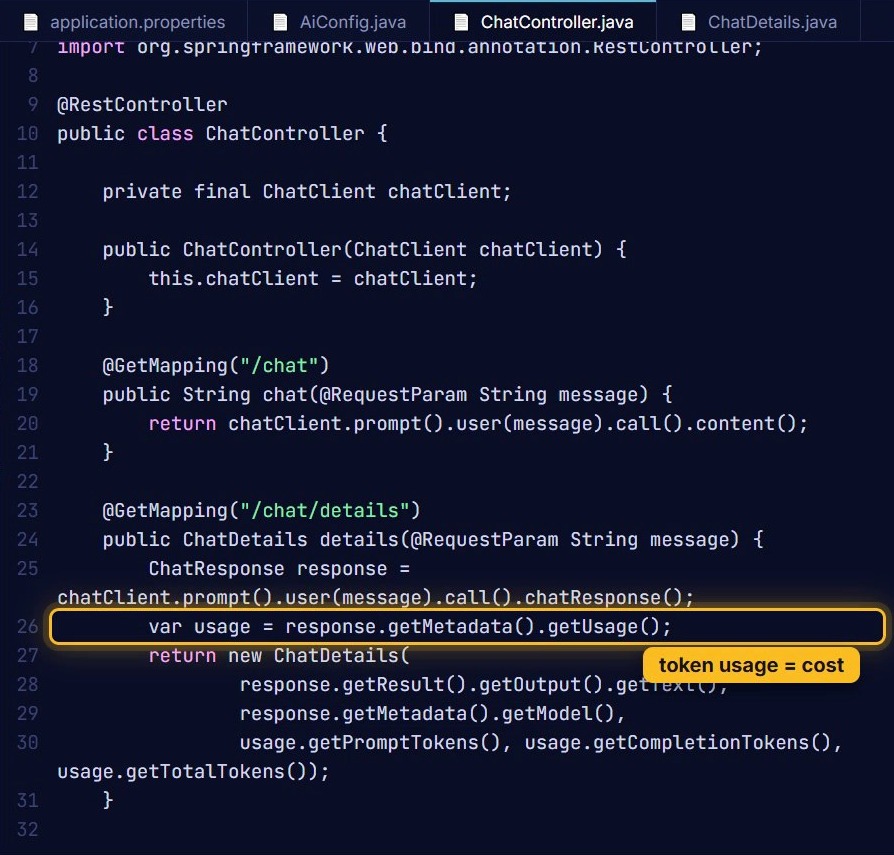 application.properties
AiConfig.java
ChatController.java
ChatDetails.java
7 import org.springframework.web.bind.annotation.RestController;
8
9 @RestController
10 public class ChatController {
11
12 private final ChatClient chatClient;
13
14 public ChatController(ChatClient chatClient) {
15 this.chatClient = chatClient;
16 }
17
18 @GetMapping("/chat")
19 public String chat(@RequestParam String message) {
20 return chatClient.prompt().user(message).call().content();
21 }
22
23 @GetMapping("/chat/details")
24 public ChatDetails details(@RequestParam String message) {
25 ChatResponse response =
chatClient.prompt().user(message).call().chatResponse();
26 var usage = response.getMetadata().getUsage();
27 return new ChatDetails(
token usage = cost
28 response.getResult().getOutput().getText(),
29 response.getMetadata().getModel(),
30 usage.getPromptTokens(), usage.getCompletionTokens(),
usage.getTotalTokens());
31 }
32